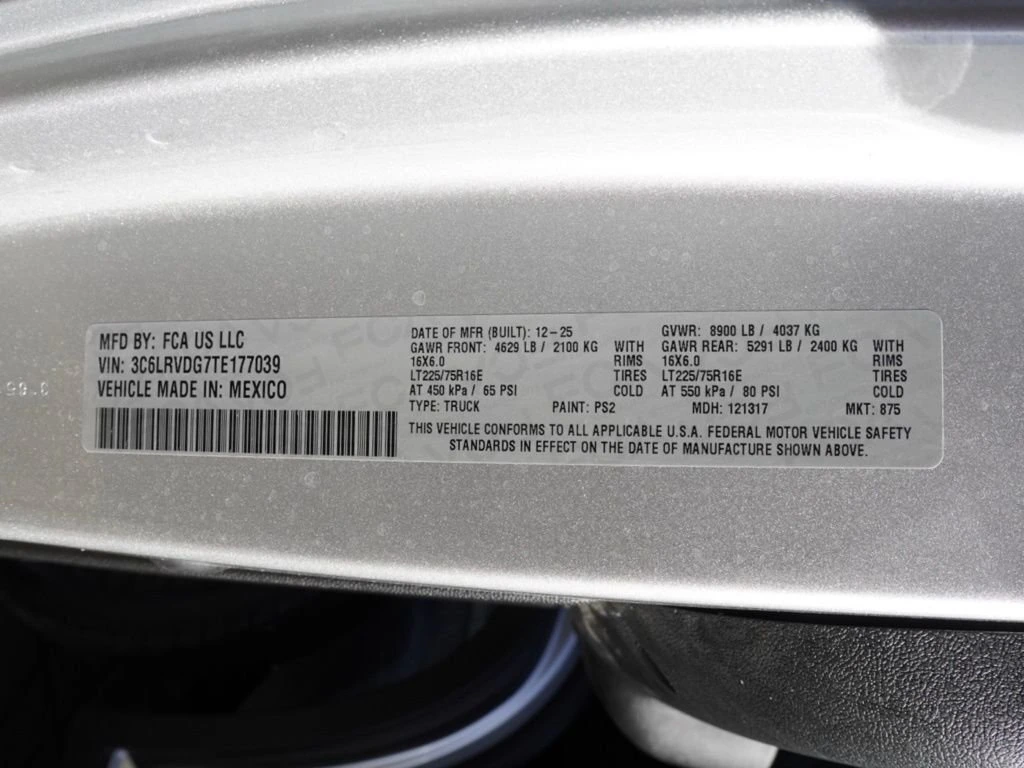 MFD BY: FCA US LLC
VIN: 3C6LRVDG7TE177039
VEHICLE MADE IN: MEXICO
DATE OF MFR (BUILT): 12-25 GVWR: 8900 LB / 4037 KG
GAWR FRONT: 4629 LB / 2100 KG WITH GAWR REAR: 5291 LB / 2400 KG WITH
16X6.0 RIMS 16X6.0 RIMS
LT225/75R16E TIRES LT225/75R16E TIRES
AT 450 kPa / 65 PSI COLD AT 550 kPa / 80 PSI COLD
TYPE: TRUCK PAINT: PS2 MDH: 121317 MKT: 875
THIS VEHICLE CONFORMS TO ALL APPLICABLE U.S.A. FEDERAL MOTOR VEHICLE SAFETY
STANDARDS IN EFFECT ON THE DATE OF MANUFACTURE SHOWN ABOVE.